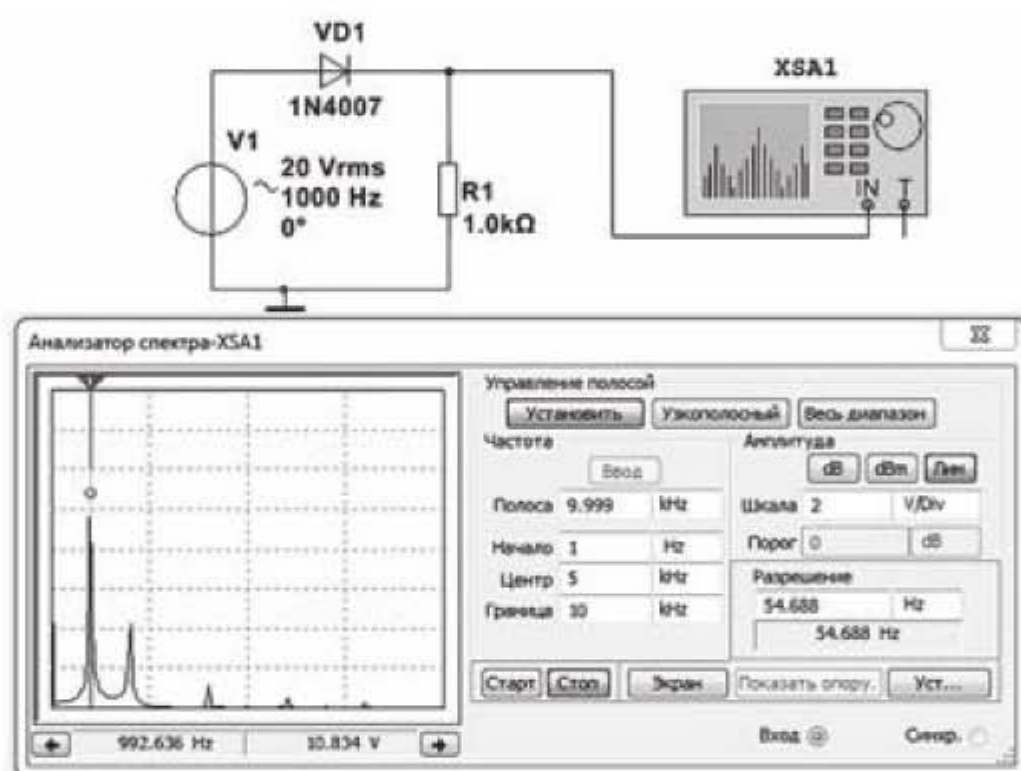 VD1
1N4007
XSA1
V1
20 Vrms
1000 Hz
0°
R1
1.0kΩ
IN T
Анализатор спектра-XSA1
1
Управление полосой
Установить Узкополосный Весь диапазон
Частота Амплитуда
Ввод dB dBm Лин.
Полоса 9.999 kHz Шкала 2 V/Div
Начало 1 Hz Порог 0 dB
Центр 5 kHz Разрешение
Граница 10 kHz 54.688 Hz
54.688 Hz
Старт Стоп Экран Показать опору. Уст...
992.636 Hz 10.834 V Вход Синхр.